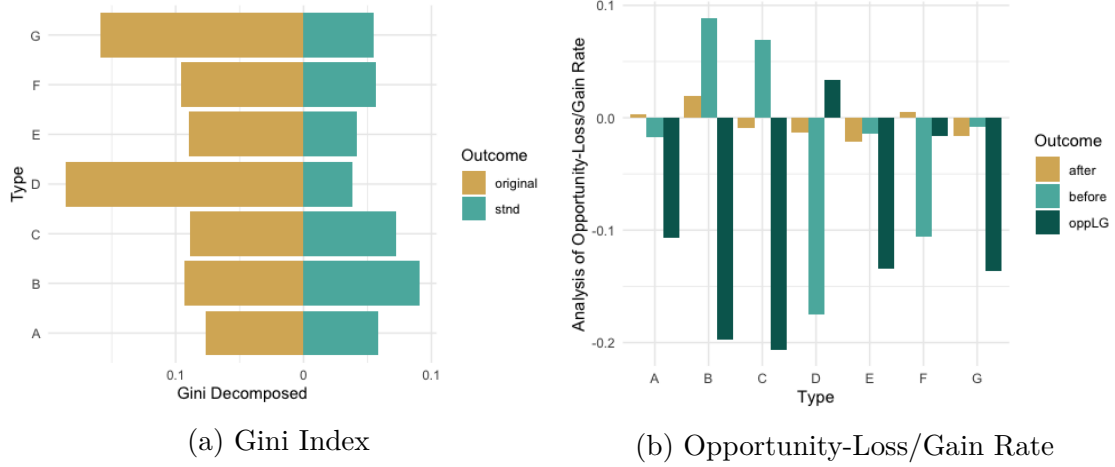 G
F
E
D
C
B
A
Type
0.1
0
0.1
Gini Decomposed
Outcome
original
stnd
(a) Gini Index
0.1
0.0
-0.1
-0.2
Analysis of Opportunity-Loss/Gain Rate
A B C D E F G
Type
Outcome
after
before
oppLG
(b) Opportunity-Loss/Gain Rate